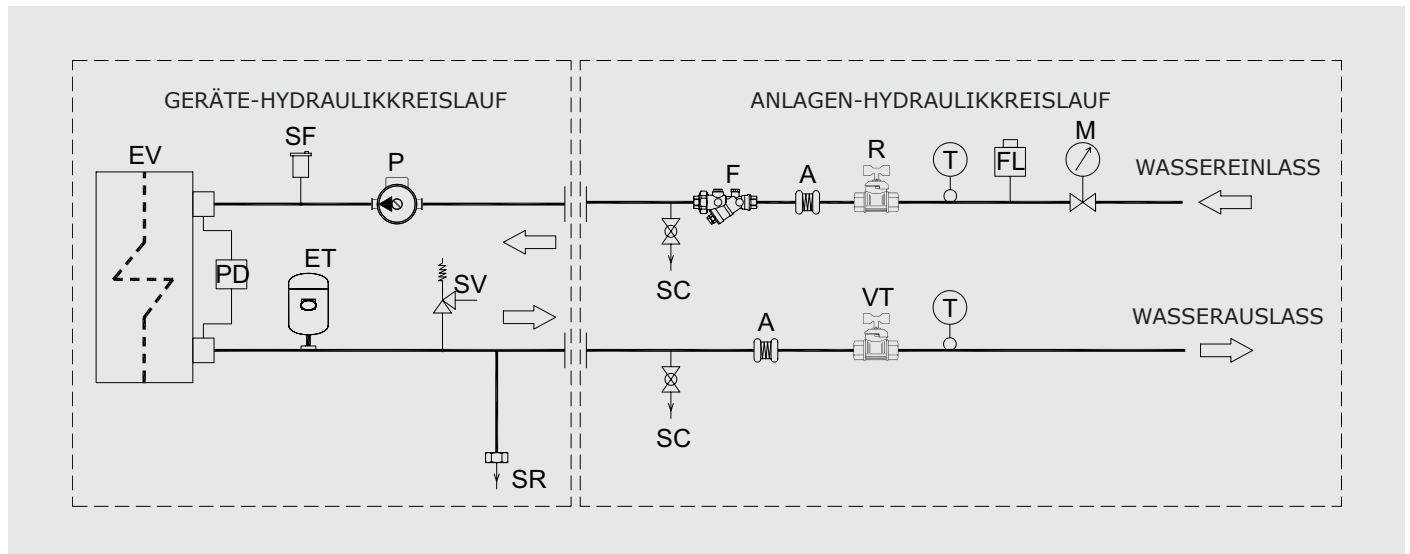 GERÄTE-HYDRAULIKKREISLAUF
ANLAGEN-HYDRAULIKKREISLAUF
EV
SF
P
F
A
R
T
FL
M
WASSEREINLASS
PD
ET
SV
SC
A
VT
T
WASSERAUSLASS
SC
SR